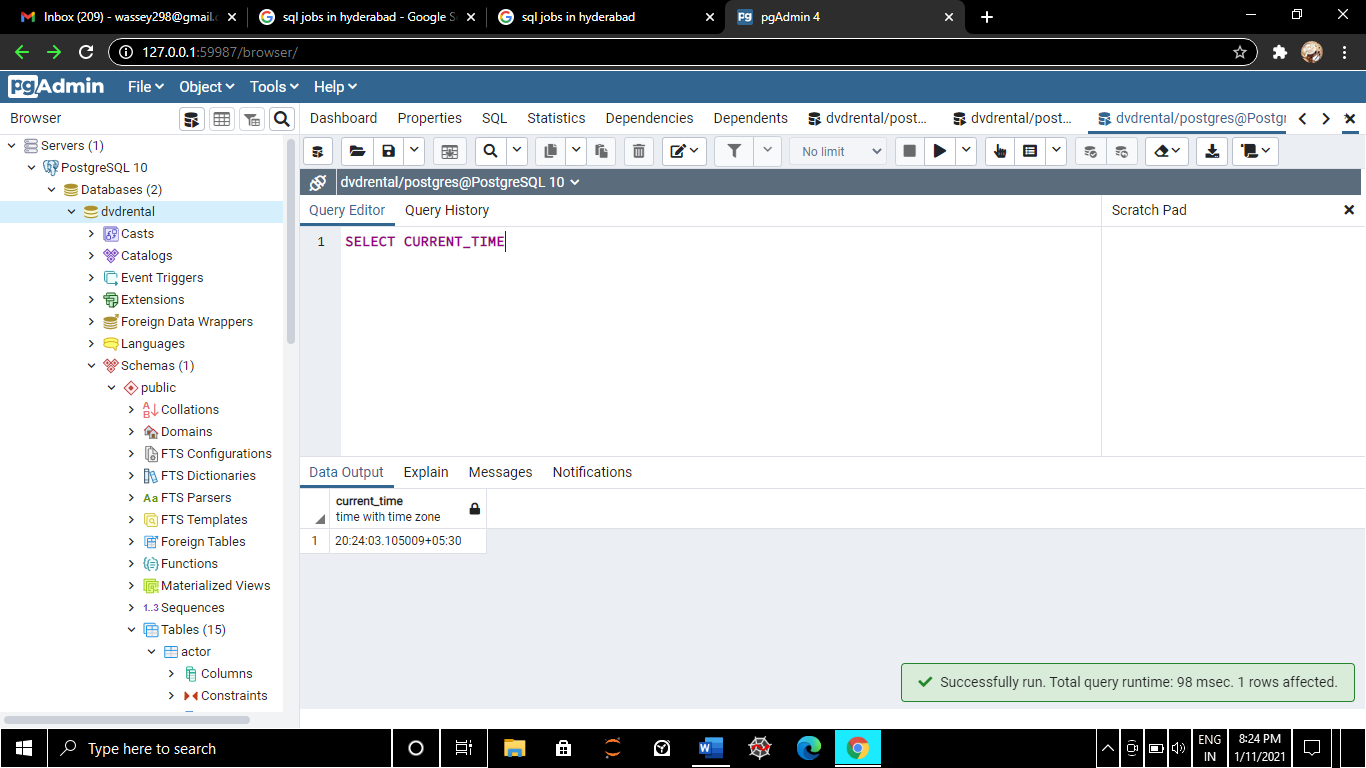 Inbox (209) - wassey298@gmail.c
sql jobs in hyderabad - Google S
sql jobs in hyderabad
pgAdmin 4
127.0.0.1:59987/browser/
pgAdmin
File
Object
Tools
Help
Browser
Dashboard
Properties
SQL
Statistics
Dependencies
Dependents
dvdrental/post...
dvdrental/post...
dvdrental/postgres@Postgr
No limit
dvdrental/postgres@PostgreSQL 10
Query Editor
Query History
Scratch Pad
1 SELECT CURRENT_TIME
Servers (1)
PostgreSQL 10
Databases (2)
dvdrental
Casts
Catalogs
Event Triggers
Extensions
Foreign Data Wrappers
Languages
Schemas (1)
public
Collations
Domains
FTS Configurations
FTS Dictionaries
Aa FTS Parsers
FTS Templates
Foreign Tables
Functions
Materialized Views
1..3 Sequences
Tables (15)
actor
Columns
Constraints
Data Output
Explain
Messages
Notifications
current_time
time with time zone
1 20:24:03.105009+05:30
Successfully run. Total query runtime: 98 msec. 1 rows affected.
Type here to search
ENG
IN
8:24 PM
1/11/2021